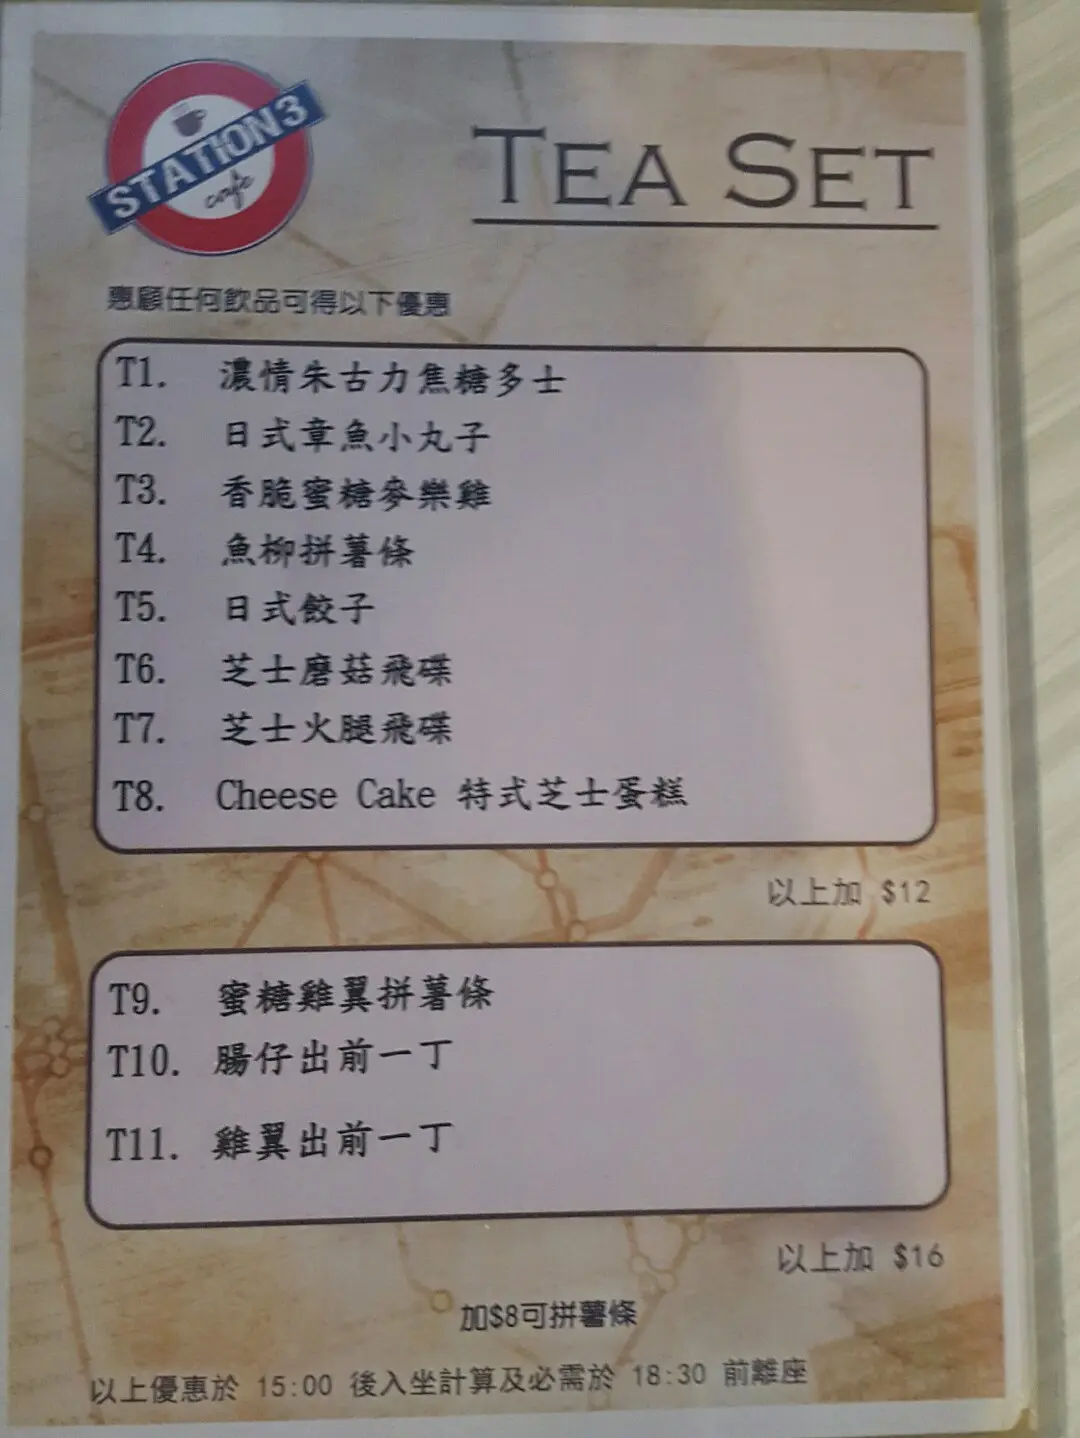 STATION3
cafe
TEA SET
惠顧任何飲品可得以下優惠
T1. 濃情朱古力焦糖多士
T2. 日式章魚小丸子
T3. 香脆蜜糖麥樂雞
T4. 魚柳拼薯條
T5. 日式餃子
T6. 芝士磨菇飛碟
T7. 芝士火腿飛碟
T8. Cheese Cake 特式芝士蛋糕
以上加 $12
T9. 蜜糖雞翼拼薯條
T10. 腸仔出前一丁
T11. 雞翼出前一丁
以上加 $16
加$8可拼薯條
以上優惠於 15:00 後入坐計算及必需於 18:30 前離座